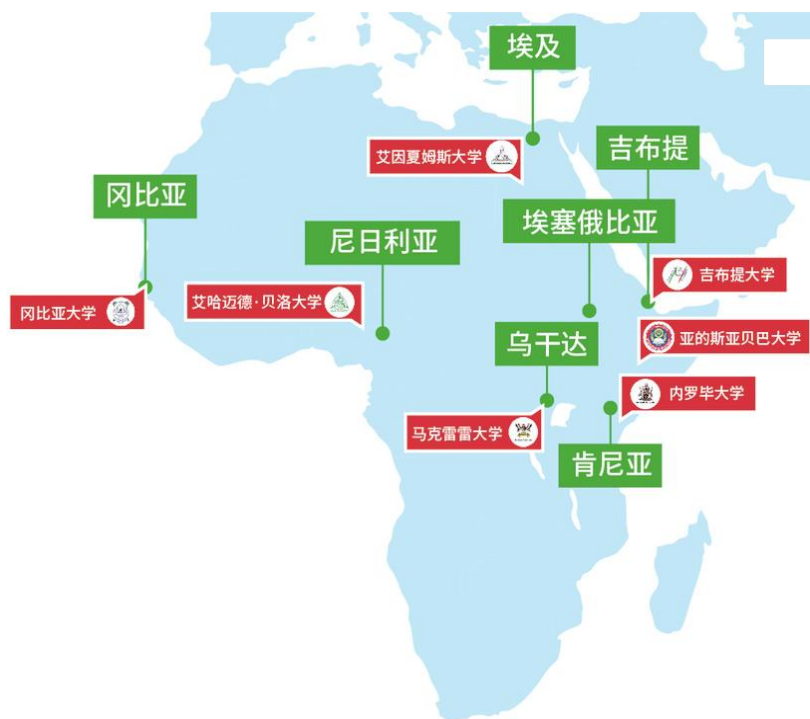 埃及
艾因夏姆斯大学
吉布提
冈比亚
埃塞俄比亚
尼日利亚
吉布提大学
艾哈迈德·贝洛大学
冈比亚大学
亚的斯亚贝巴大学
乌干达
内罗毕大学
马克雷雷大学
肯尼亚